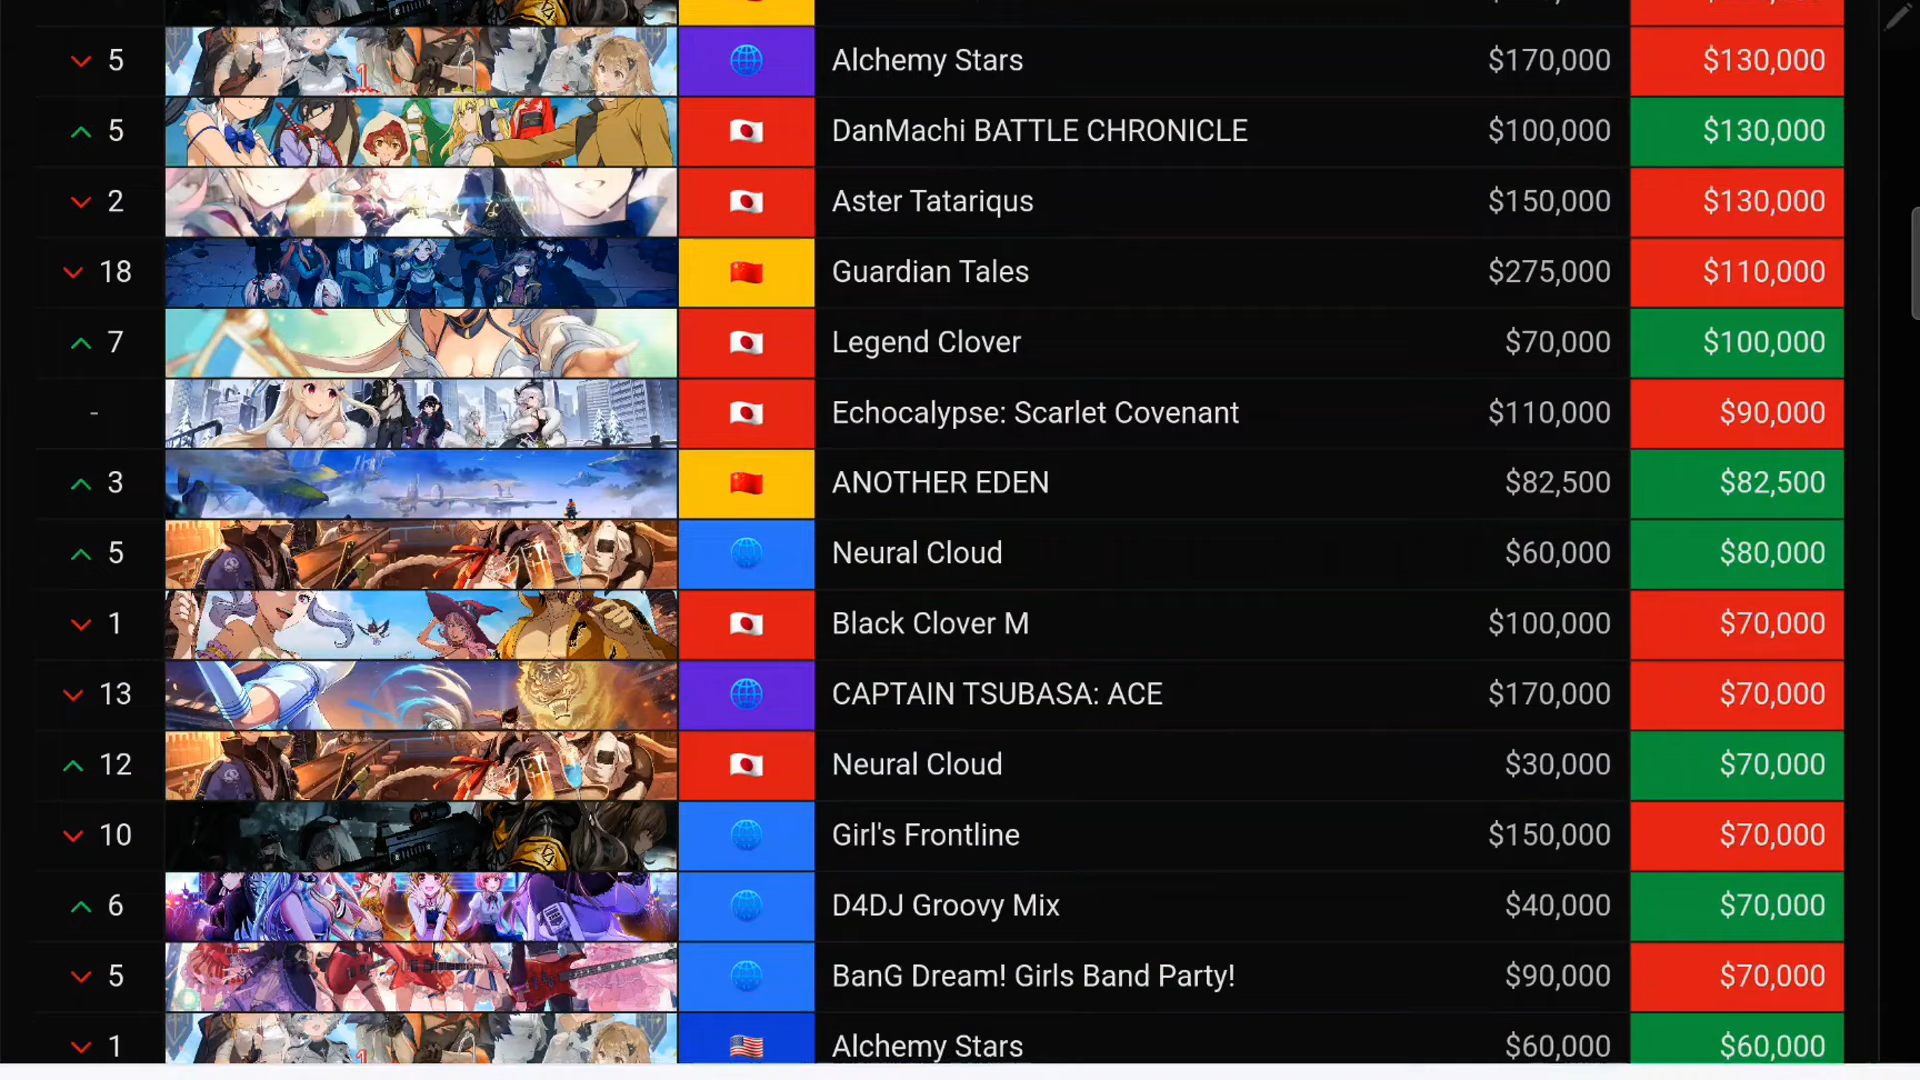 5 Alchemy Stars $170,000 $130,000
5 DanMachi BATTLE CHRONICLE $100,000 $130,000
2 Aster Tatariqus $150,000 $130,000
18 Guardian Tales $275,000 $110,000
7 Legend Clover $70,000 $100,000
- Echocalypse: Scarlet Covenant $110,000 $90,000
3 ANOTHER EDEN $82,500 $82,500
5 Neural Cloud $60,000 $80,000
1 Black Clover M $100,000 $70,000
13 CAPTAIN TSUBASA: ACE $170,000 $70,000
12 Neural Cloud $30,000 $70,000
10 Girl's Frontline $150,000 $70,000
6 D4DJ Groovy Mix $40,000 $70,000
5 BanG Dream! Girls Band Party! $90,000 $70,000
1 Alchemy Stars $60,000 $60,000